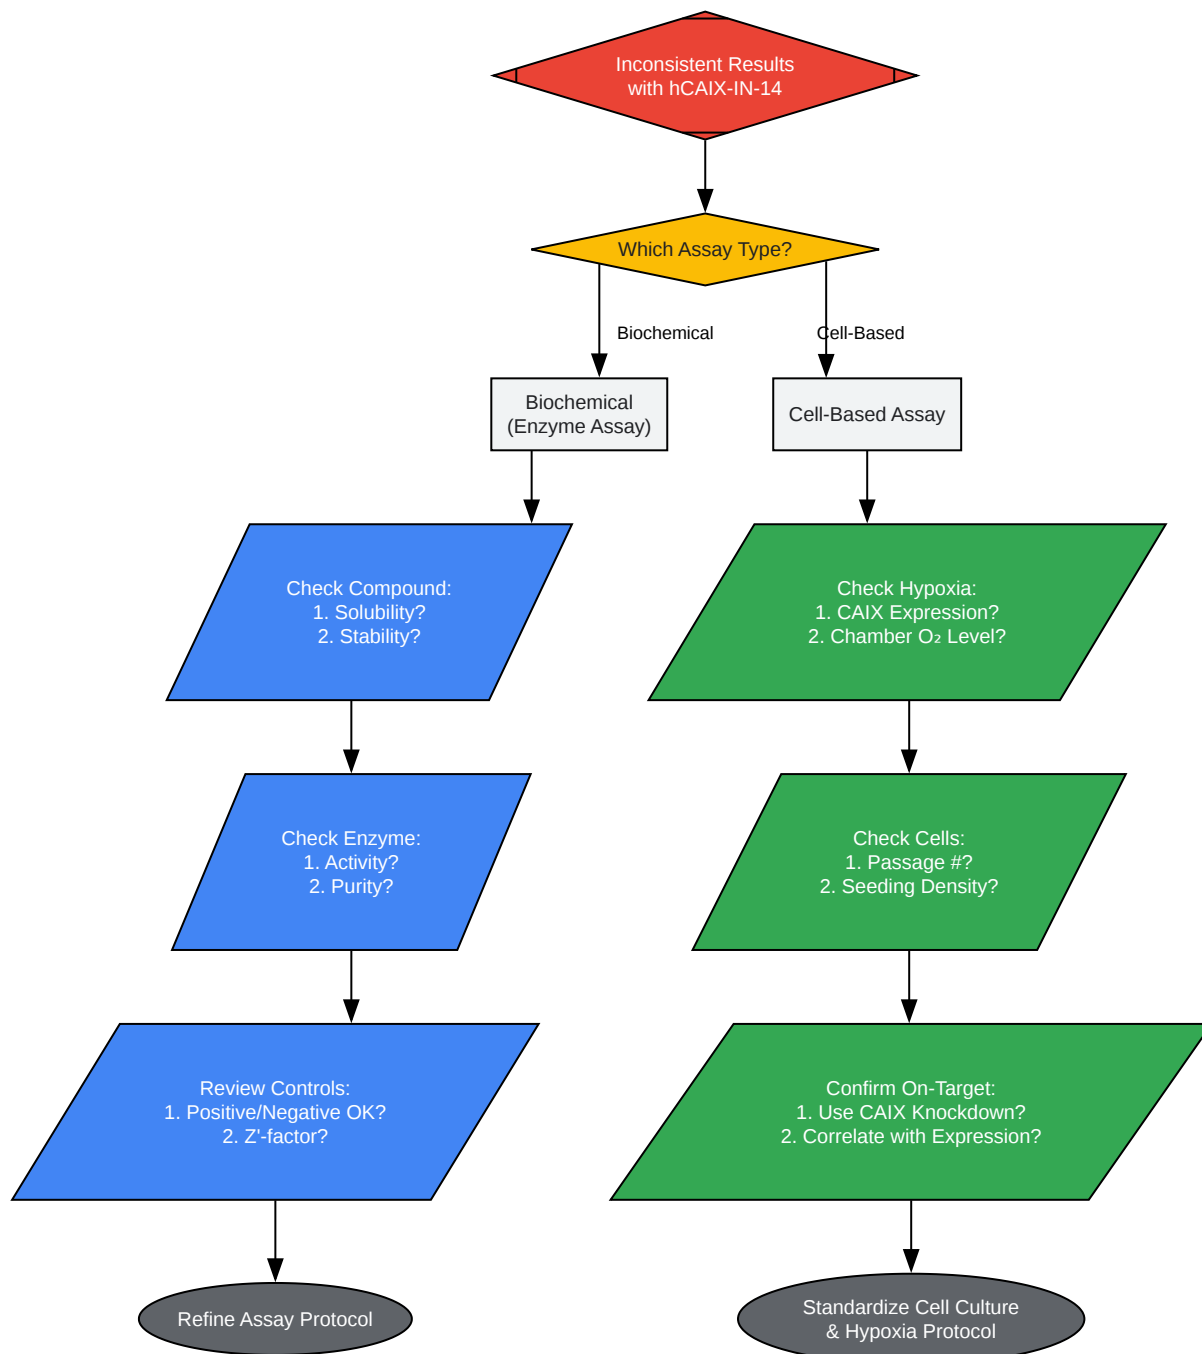 Inconsistent Results
with hCAIX-IN-14
Which Assay Type?
Biochemical
Cell-Based
Biochemical
(Enzyme Assay)
Cell-Based Assay
Check Compound:
1. Solubility?
2. Stability?
Check Hypoxia:
1. CAIX Expression?
2. Chamber O₂ Level?
Check Enzyme:
1. Activity?
2. Purity?
Check Cells:
1. Passage #?
2. Seeding Density?
Review Controls:
1. Positive/Negative OK?
2. Z'-factor?
Confirm On-Target:
1. Use CAIX Knockdown?
2. Correlate with Expression?
Refine Assay Protocol
Standardize Cell Culture
& Hypoxia Protocol